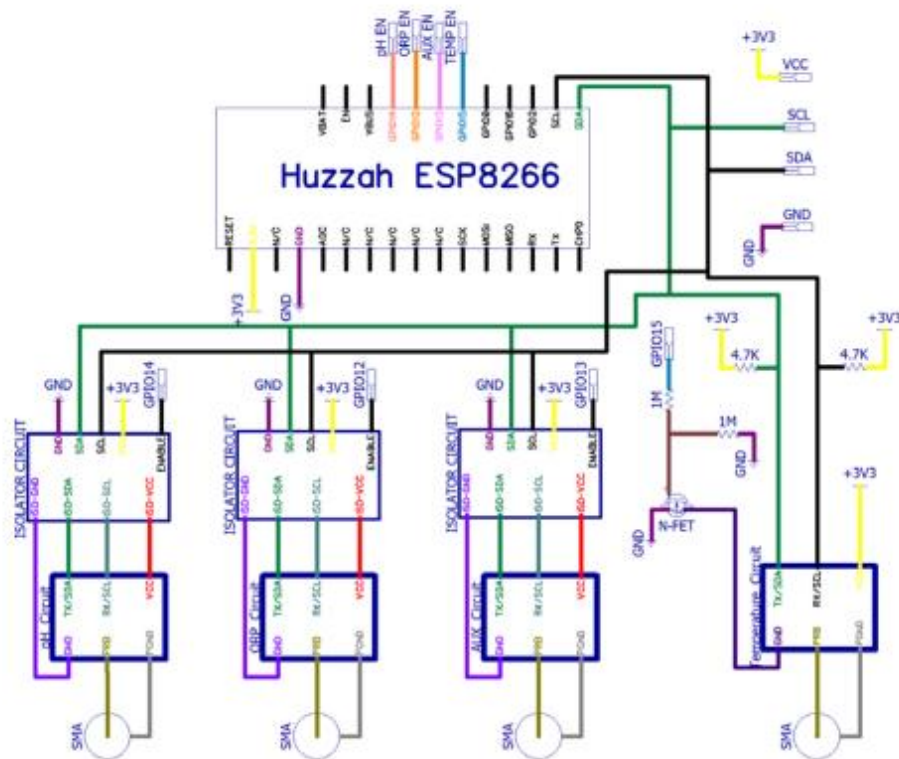 pH EN
ORP EN
AUX EN
TEMP EN
+3V3
VCC
SCL
SDA
GND
GND
VBAT
EN
VBUS
GPIO14
GPIO12
GPIO13
GPIO15
GPIO0
GPIO16
GPIO2
SCL
SDA
Huzzah ESP8266
RESET
N/C
GND
ADC
N/C
N/C
N/C
N/C
N/C
SCK
MOSI
MISO
RX
TX
CHPD
+3V3
GND
GND
SDA
SCL
+3V3
GPIO14
ENABLE
ISOLATOR CIRCUIT
GND
ISO-GND
ISO-SDA
ISO-SCL
ISO-VCC
pH Circuit
TX/SDA
RX/SCL
VCC
GND
PRB
PGND
SMA
GND
GND
SDA
SCL
+3V3
GPIO12
ENABLE
ISOLATOR CIRCUIT
ISO-GND
ISO-SDA
ISO-SCL
ISO-VCC
ORP Circuit
TX/SDA
RX/SCL
VCC
GND
PRB
PGND
SMA
GND
GND
SDA
SCL
+3V3
GPIO13
ENABLE
ISOLATOR CIRCUIT
ISO-GND
ISO-SDA
ISO-SCL
ISO-VCC
AUX Circuit
TX/SDA
RX/SCL
VCC
GND
PRB
PGND
SMA
GPIO15
1M
1M
GND
GND
N-FET
+3V3
4.7K
+3V3
4.7K
+3V3
Temperature Circuit
TX/SDA
RX/SCL
GND
PRB
PGND
SMA